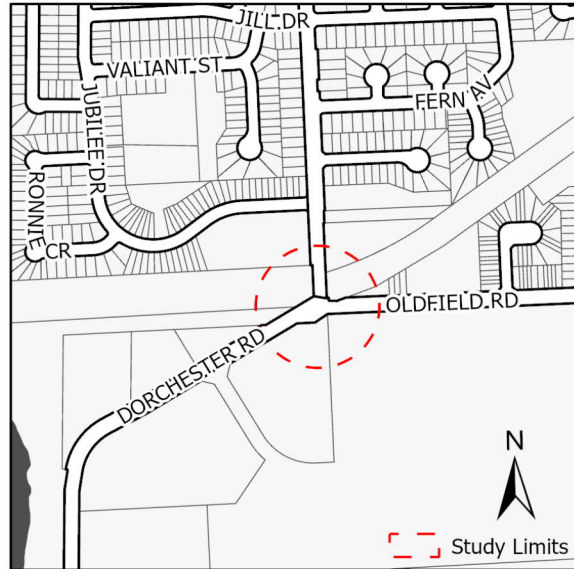 JILL DR
VALIANT ST
FERN AV
JUBILEE DR
RONNIE
CR
OLDFIELD RD
DORCHESTER RD
N
Study Limits